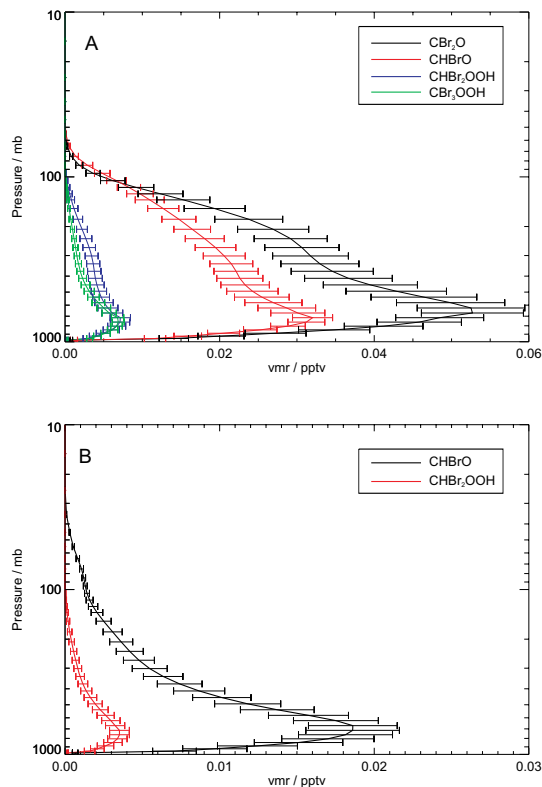 A
CBr₂O
CHBrO
CHBr₂OOH
CBr₃OOH
10
100
1000
Pressure / mb
0.00 0.02 0.04 0.06
vmr / pptv
B
CHBrO
CHBr₂OOH
10
100
1000
Pressure / mb
0.00 0.01 0.02 0.03
vmr / pptv